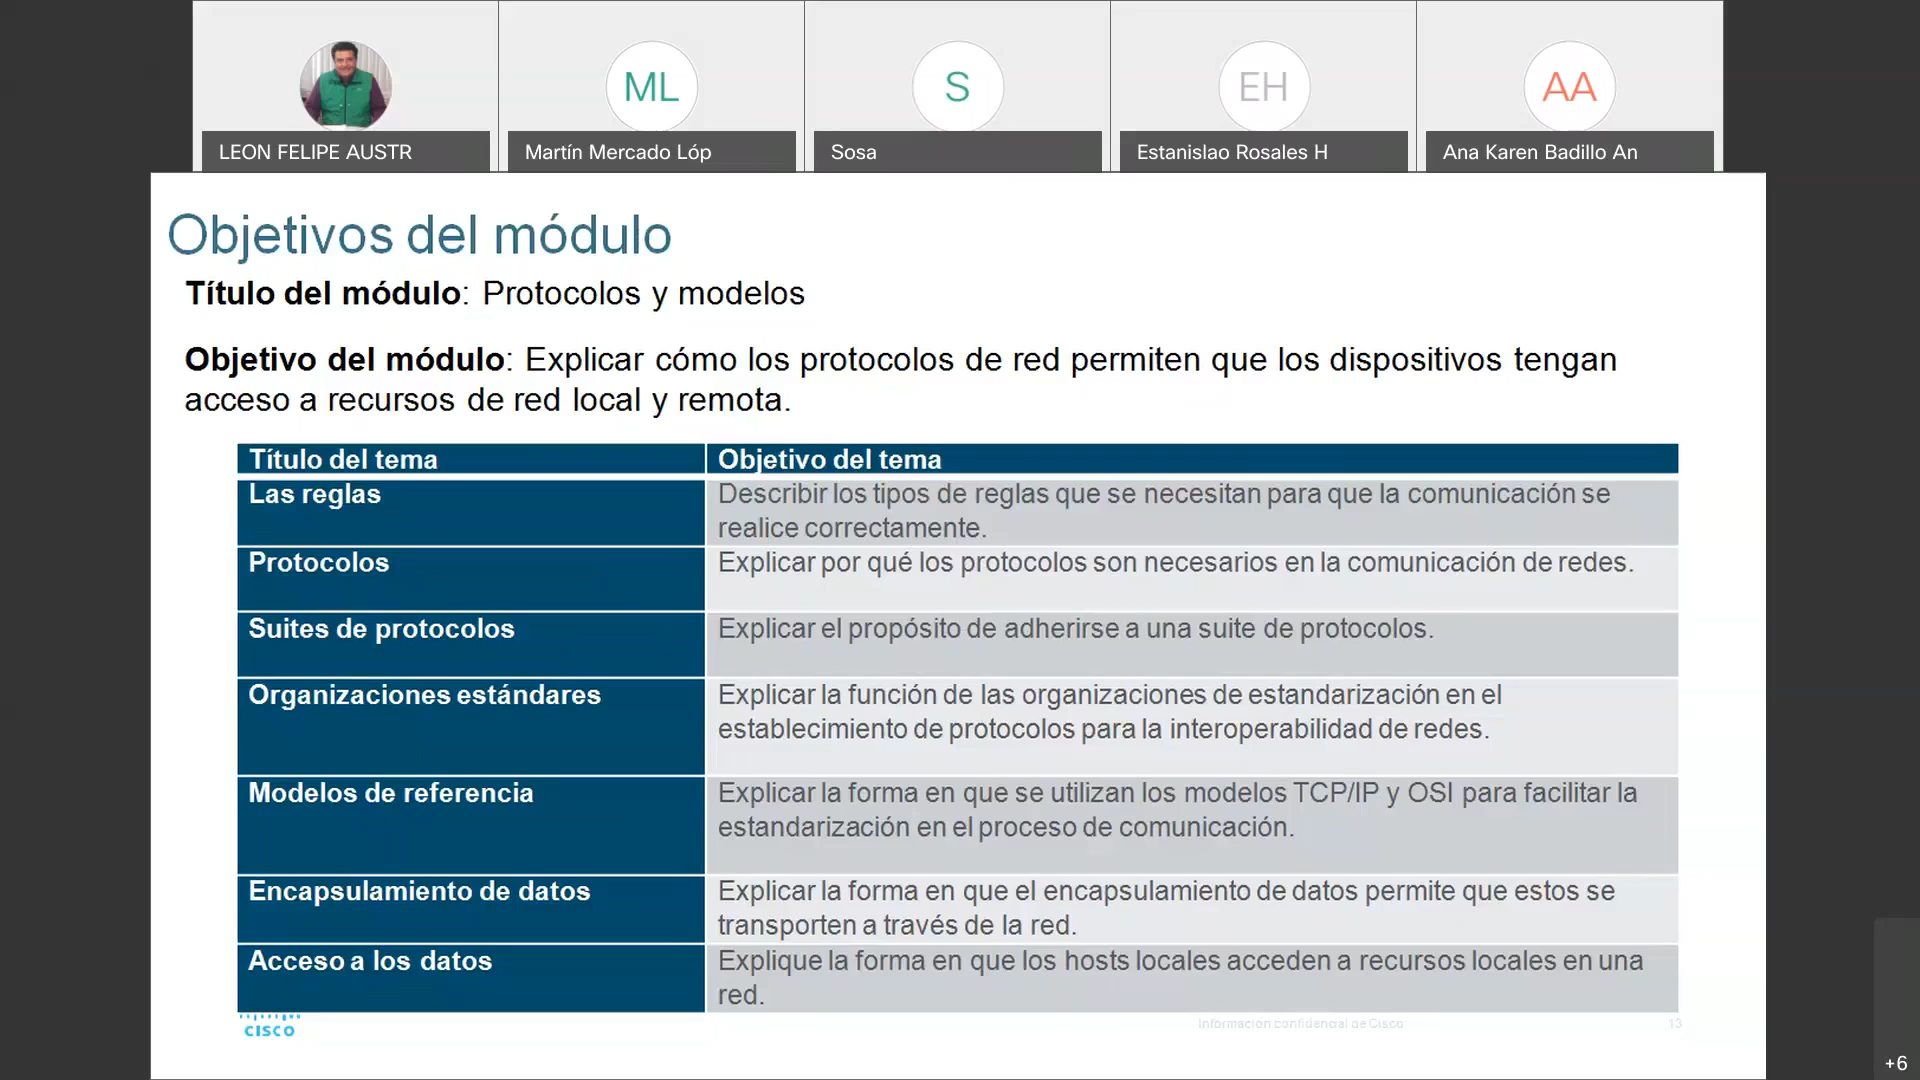 ML
S
EH
AA
LEON FELIPE AUSTR
Martín Mercado Lóp
Sosa
Estanislao Rosales H
Ana Karen Badillo An
Objetivos del módulo
Título del módulo: Protocolos y modelos
Objetivo del módulo: Explicar cómo los protocolos de red permiten que los dispositivos tengan
acceso a recursos de red local y remota.
Título del tema
Objetivo del tema
Las reglas
Describir los tipos de reglas que se necesitan para que la comunicación se
realice correctamente.
Protocolos
Explicar por qué los protocolos son necesarios en la comunicación de redes.
Suites de protocolos
Explicar el propósito de adherirse a una suite de protocolos.
Organizaciones estándares
Explicar la función de las organizaciones de estandarización en el
establecimiento de protocolos para la interoperabilidad de redes.
Modelos de referencia
Explicar la forma en que se utilizan los modelos TCP/IP y OSI para facilitar la
estandarización en el proceso de comunicación.
Encapsulamiento de datos
Explicar la forma en que el encapsulamiento de datos permite que estos se
transporten a través de la red.
Acceso a los datos
Explique la forma en que los hosts locales acceden a recursos locales en una
red.
CISCO
Información confidencial de Cisco
13
+6